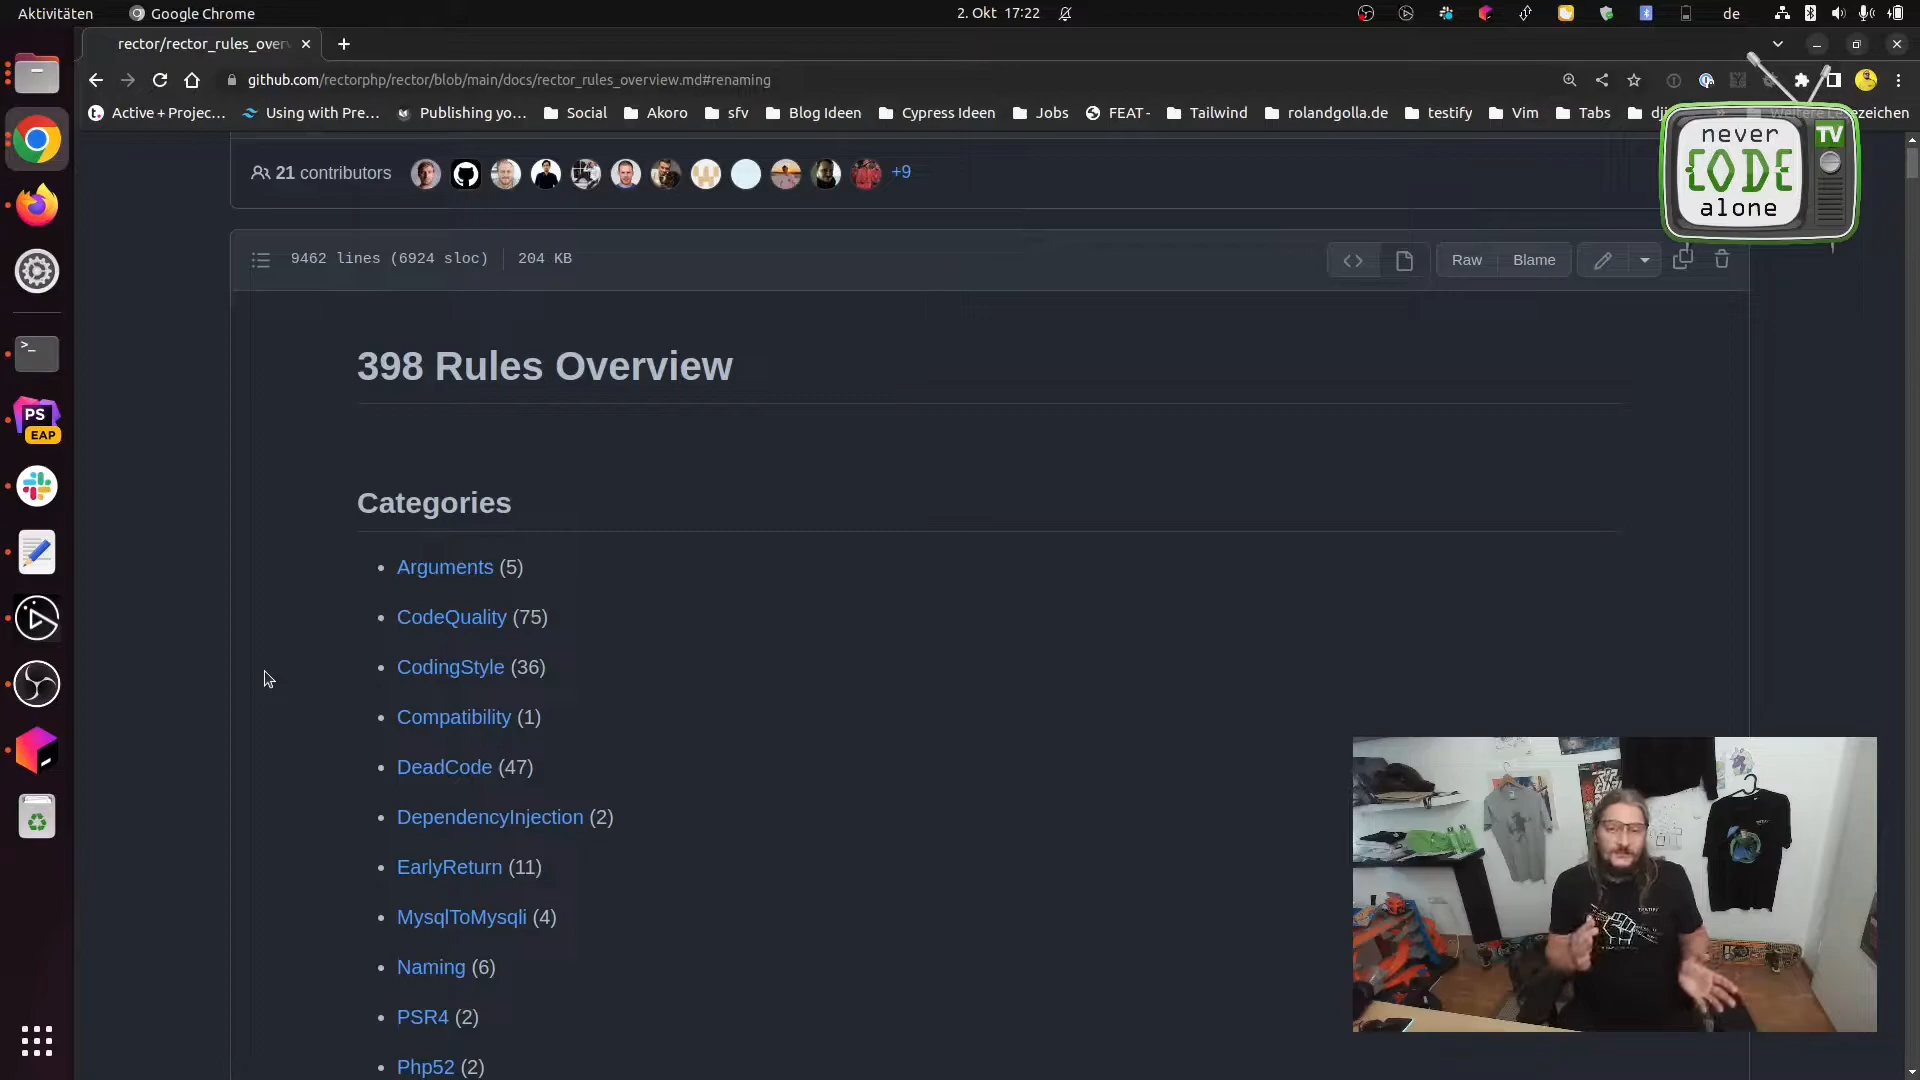 Aktivitäten
Google Chrome
2. Okt 17:22
de
rector/rector_rules_over
github.com/rectorphp/rector/blob/main/docs/rector_rules_overview.md#renaming
Active + Projec...
Using with Pre...
Publishing yo...
Social
Akoro
sfv
Blog Ideen
Cypress Ideen
Jobs
FEAT-
Tailwind
rolandgolla.de
testify
Vim
Tabs
Weitere Lesezeichen
never
CODE
alone
TV
21 contributors
+9
9462 lines (6924 sloc)
204 KB
Raw
Blame
398 Rules Overview
Categories
Arguments (5)
CodeQuality (75)
CodingStyle (36)
Compatibility (1)
DeadCode (47)
DependencyInjection (2)
EarlyReturn (11)
MysqlToMysqli (4)
Naming (6)
PSR4 (2)
Php52 (2)
PS
EAP